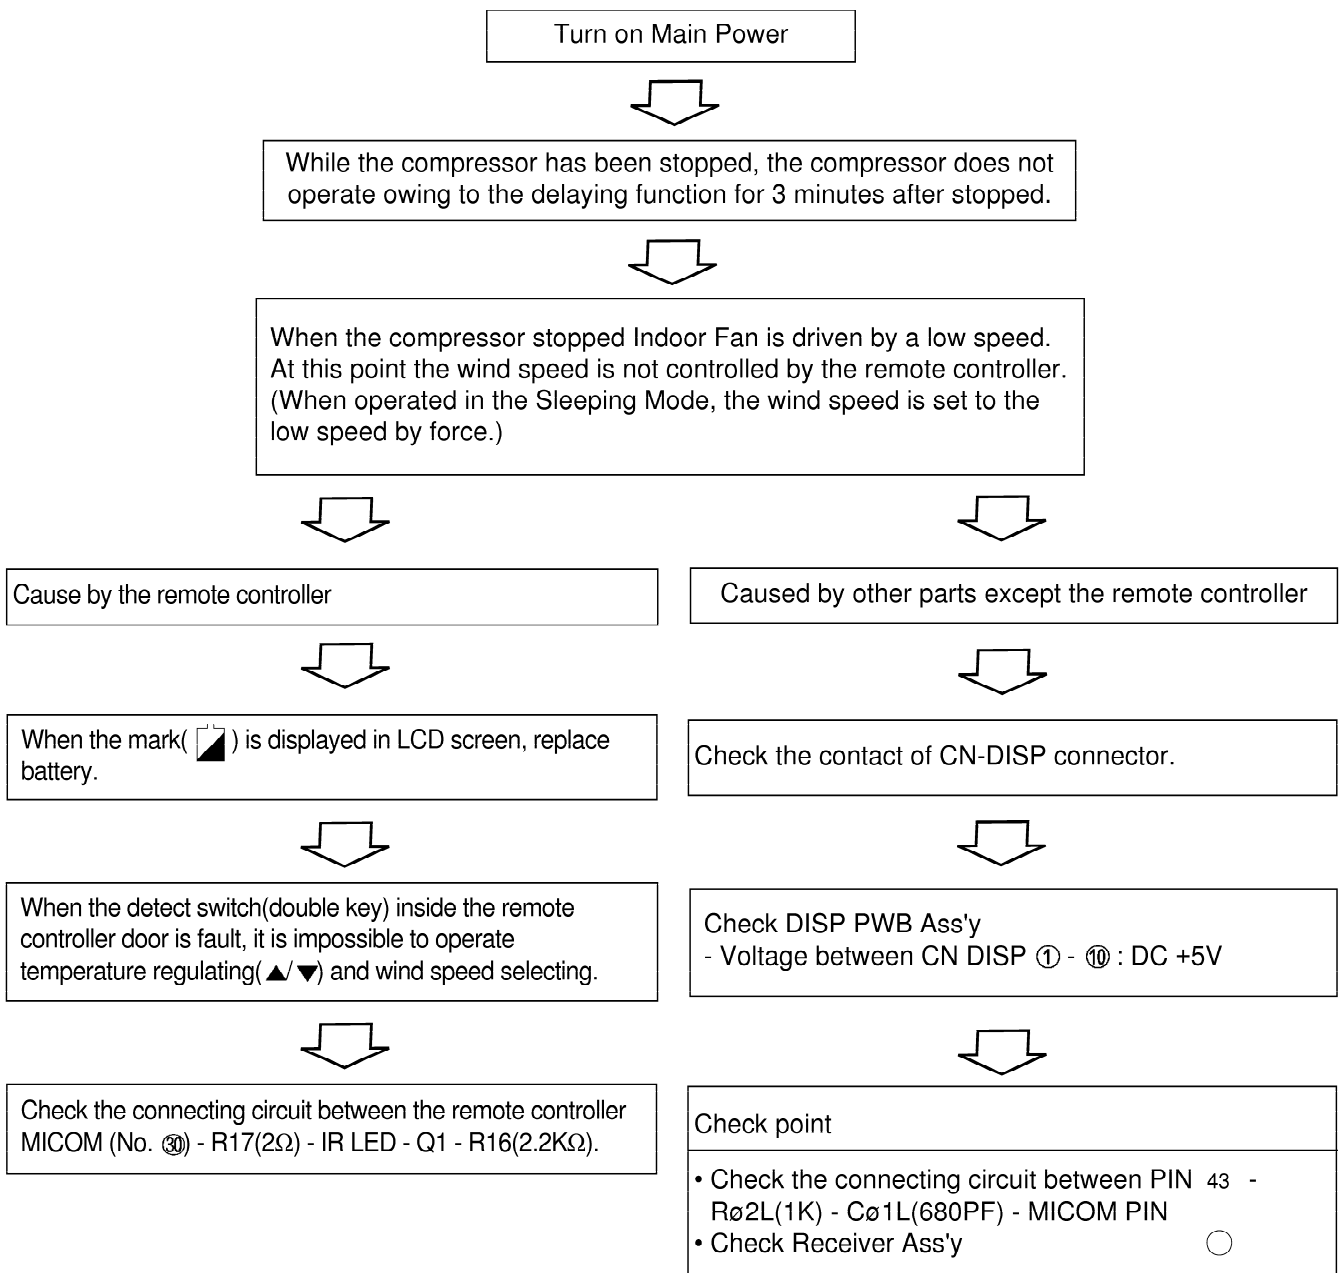 Turn on Main Power
While the compressor has been stopped, the compressor does not
operate owing to the delaying function for 3 minutes after stopped.
When the compressor stopped Indoor Fan is driven by a low speed.
At this point the wind speed is not controlled by the remote controller.
(When operated in the Sleeping Mode, the wind speed is set to the
low speed by force.)
Cause by the remote controller
When the mark( ) is displayed in LCD screen, replace
battery.
When the detect switch(double key) inside the remote
controller door is fault, it is impossible to operate
temperature regulating(▲/▼) and wind speed selecting.
Check the connecting circuit between the remote controller
MICOM (No. ㉚) - R17(2Ω) - IR LED - Q1 - R16(2.2KΩ).
Caused by other parts except the remote controller
Check the contact of CN-DISP connector.
Check DISP PWB Ass'y
- Voltage between CN DISP ① - ⑩ : DC +5V
Check point
• Check the connecting circuit between PIN 43 -
Rø2L(1K) - Cø1L(680PF) - MICOM PIN
• Check Receiver Ass'y